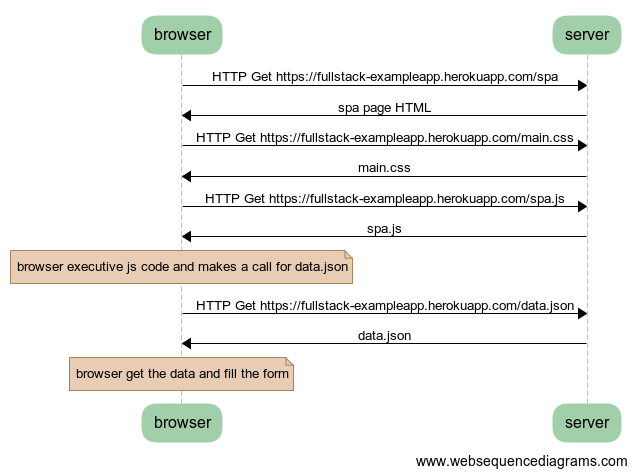 browser
server
HTTP Get https://fullstack-exampleapp.herokuapp.com/spa
spa page HTML
HTTP Get https://fullstack-exampleapp.herokuapp.com/main.css
main.css
HTTP Get https://fullstack-exampleapp.herokuapp.com/spa.js
spa.js
browser executive js code and makes a call for data.json
HTTP Get https://fullstack-exampleapp.herokuapp.com/data.json
data.json
browser get the data and fill the form
browser
server
www.websequencediagrams.com